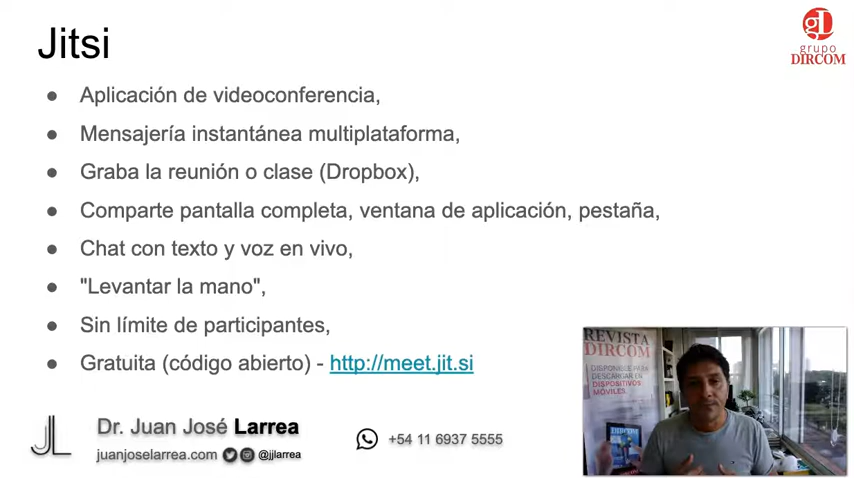 Jitsi
gD
grupo
DIRCOM
● Aplicación de videoconferencia,
● Mensajería instantánea multiplataforma,
● Graba la reunión o clase (Dropbox),
● Comparte pantalla completa, ventana de aplicación, pestaña,
● Chat con texto y voz en vivo,
● "Levantar la mano",
● Sin límite de participantes,
● Gratuita (código abierto) - http://meet.jit.si
REVISTA
DIRCOM
DISPONIBLE PARA
DESCARGAR EN
DISPOSITIVOS
MÓVILES.
DIRCOM
JL
Dr. Juan José Larrea
juanjoselarrea.com @jjlarrea
+54 11 6937 5555